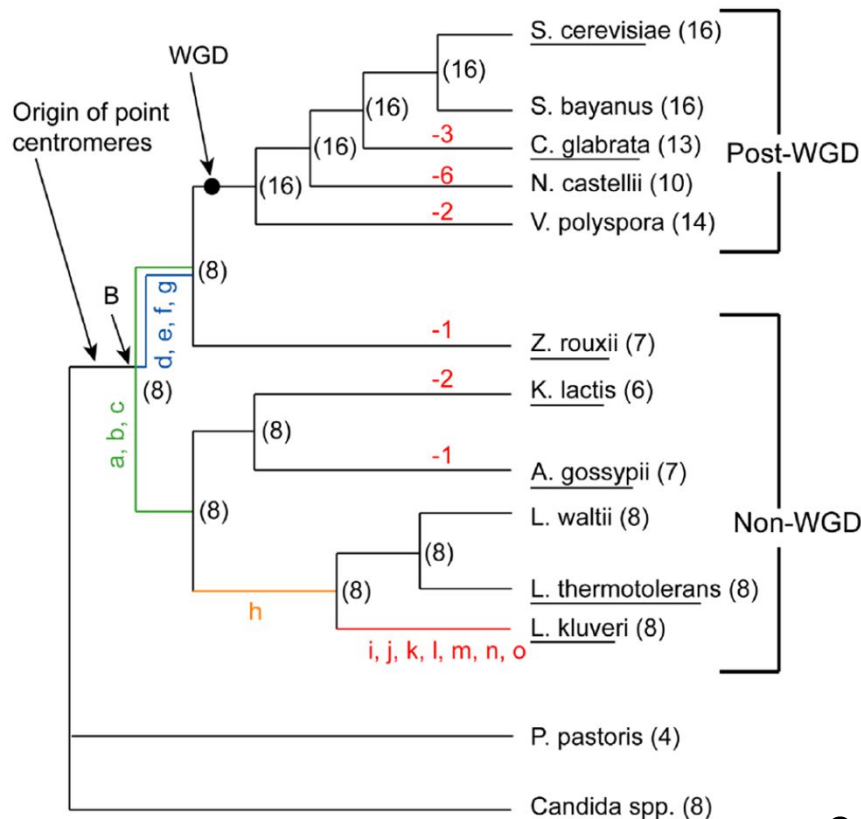 S. cerevisiae (16)
WGD
(16)
S. bayanus (16)
Origin of point
centromeres
(16)
-3
C. glabrata (13)
Post-WGD
(16)
-6
N. castellii (10)
(16)
-2
V. polyspora (14)
(8)
B
d, e, f, g
-1
Z. rouxii (7)
(8)
-2
K. lactis (6)
a, b, c
(8)
-1
A. gossypii (7)
(8)
L. waltii (8)
Non-WGD
(8)
h
(8)
L. thermotolerans (8)
L. kluveri (8)
i, j, k, l, m, n, o
P. pastoris (4)
Candida spp. (8)